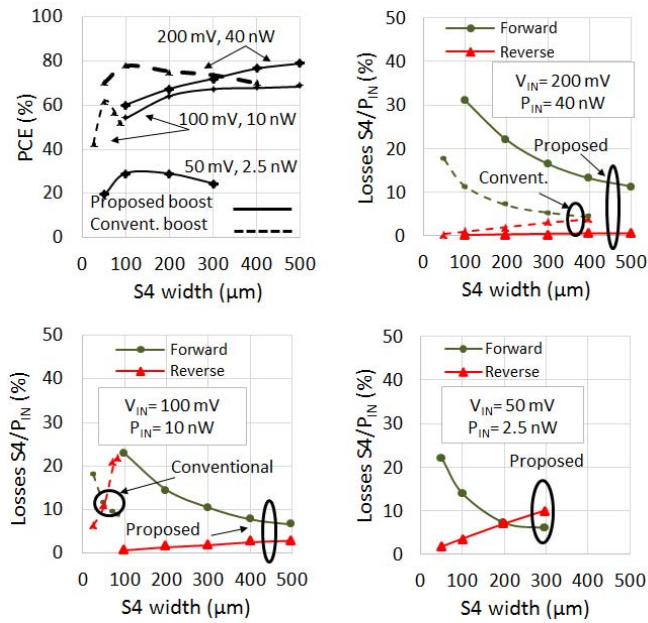 PCE (%)
100
80
60
40
20
0
200 mV, 40 nW
100 mV, 10 nW
50 mV, 2.5 nW
Proposed boost
Convent. boost
0 100 200 300 400 500
S4 width (μm)
Losses S4/PIN (%)
50
40
30
20
10
0
Forward
Reverse
VIN= 200 mV
PIN= 40 nW
Proposed
Convent.
0 100 200 300 400 500
S4 width (μm)
Losses S4/PIN (%)
50
40
30
20
10
0
Forward
Reverse
VIN= 100 mV
PIN= 10 nW
Conventional
Proposed
0 100 200 300 400 500
S4 width (μm)
Losses S4/PIN (%)
50
40
30
20
10
0
Forward
Reverse
VIN= 50 mV
PIN= 2.5 nW
Proposed
0 100 200 300 400 500
S4 width (μm)